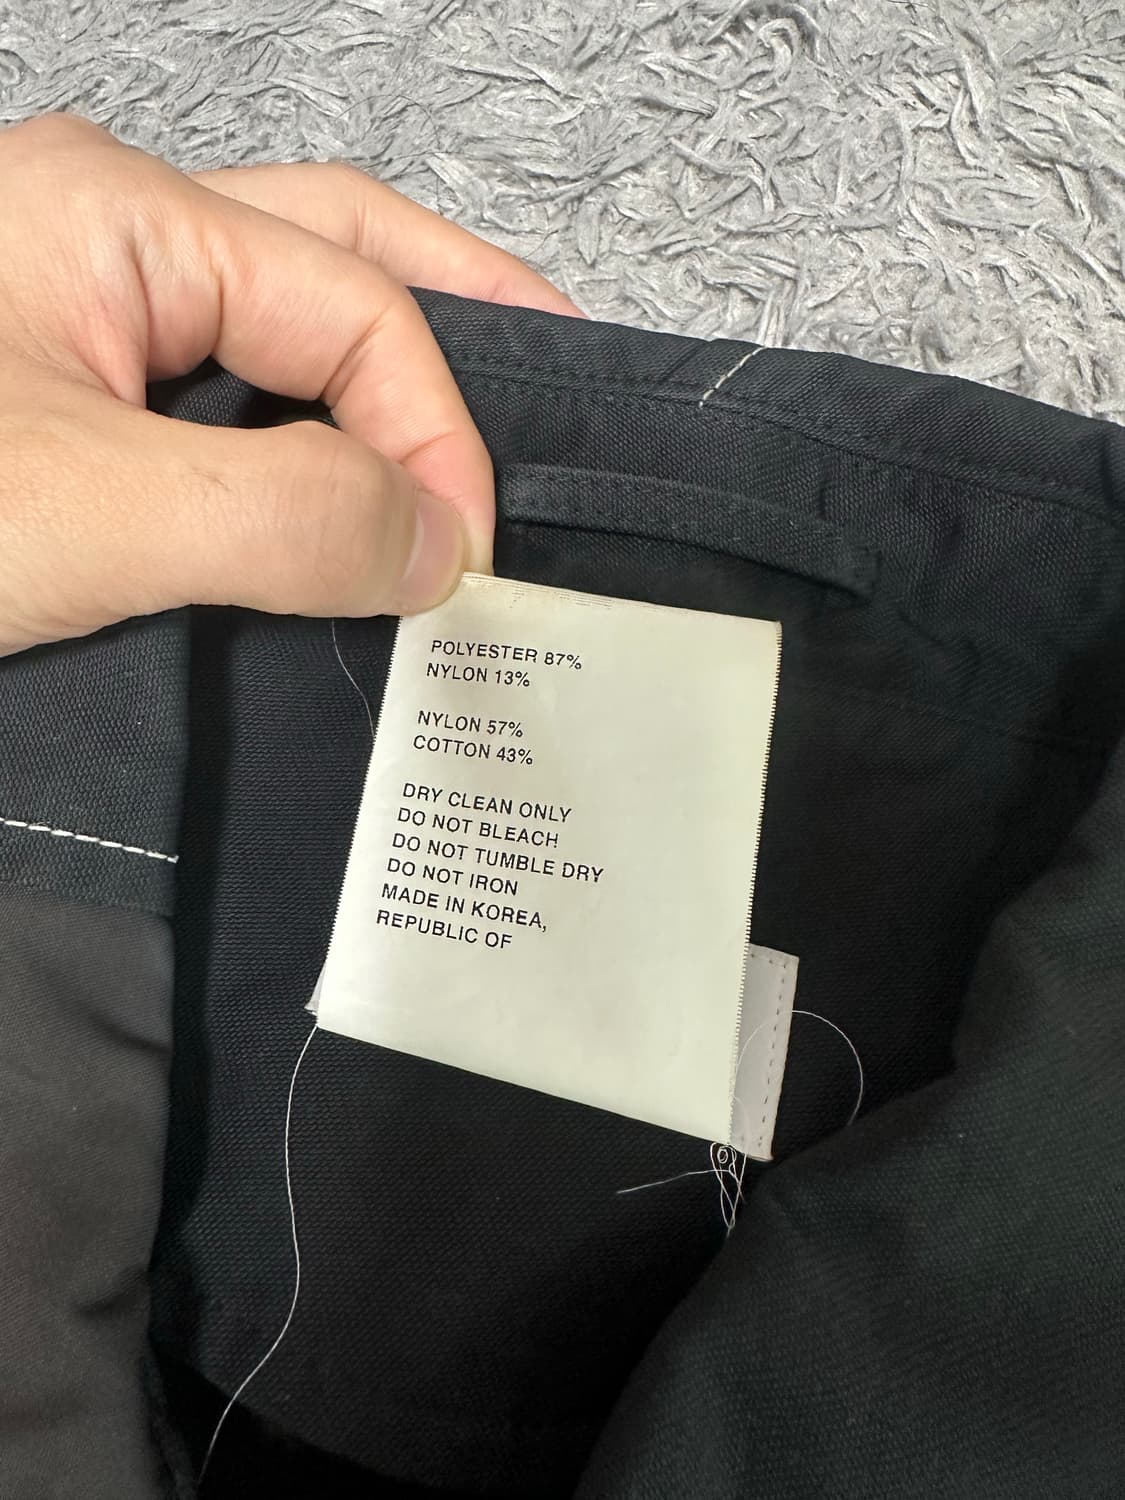 POLYESTER 87%
NYLON 13%
NYLON 57%
COTTON 43%
DRY CLEAN ONLY
DO NOT BLEACH
DO NOT TUMBLE DRY
DO NOT IRON
MADE IN KOREA,
REPUBLIC OF